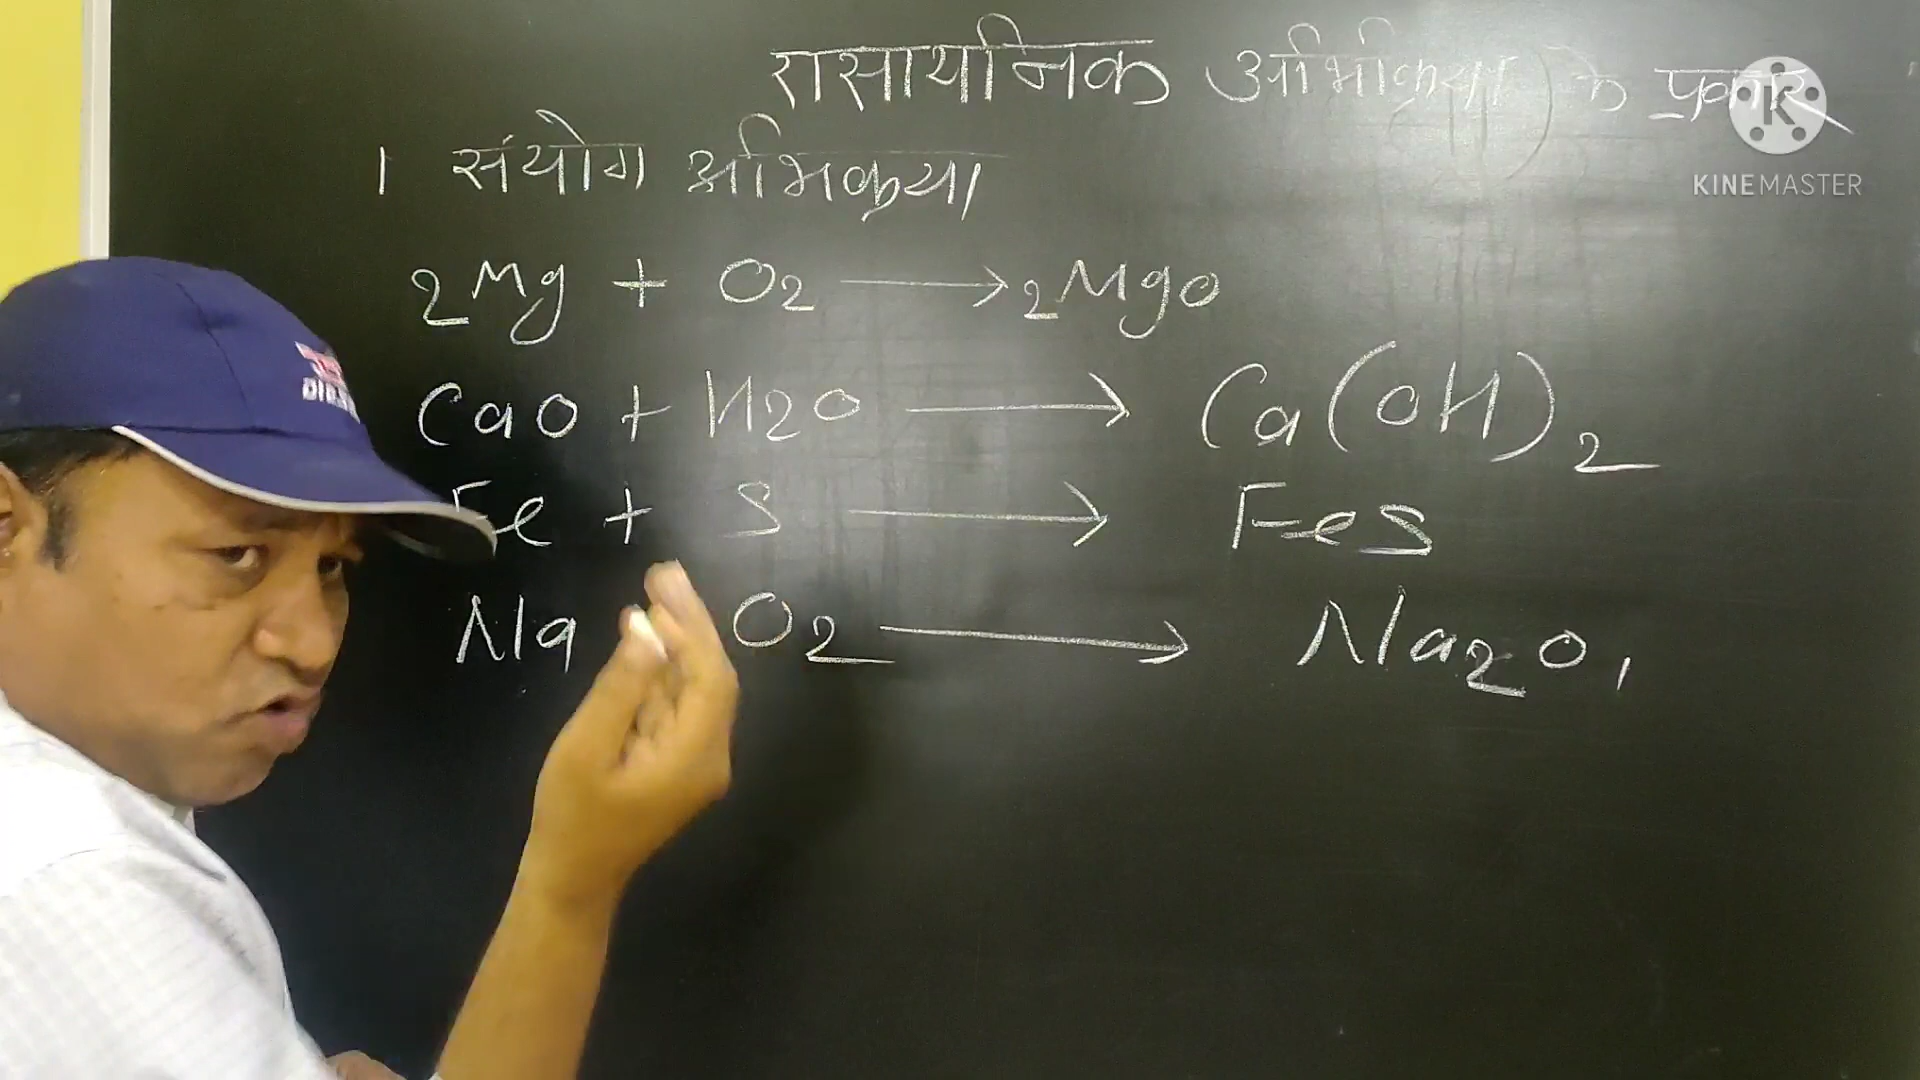 रासायनिक अभिक्रिया के प्रकार
1 संयोग अभिक्रया
2Mg + O2 → 2MgO
CaO + H2O → Ca(OH)2
Fe + S → FeS
Na O2 → Na2O,
KINEMASTER